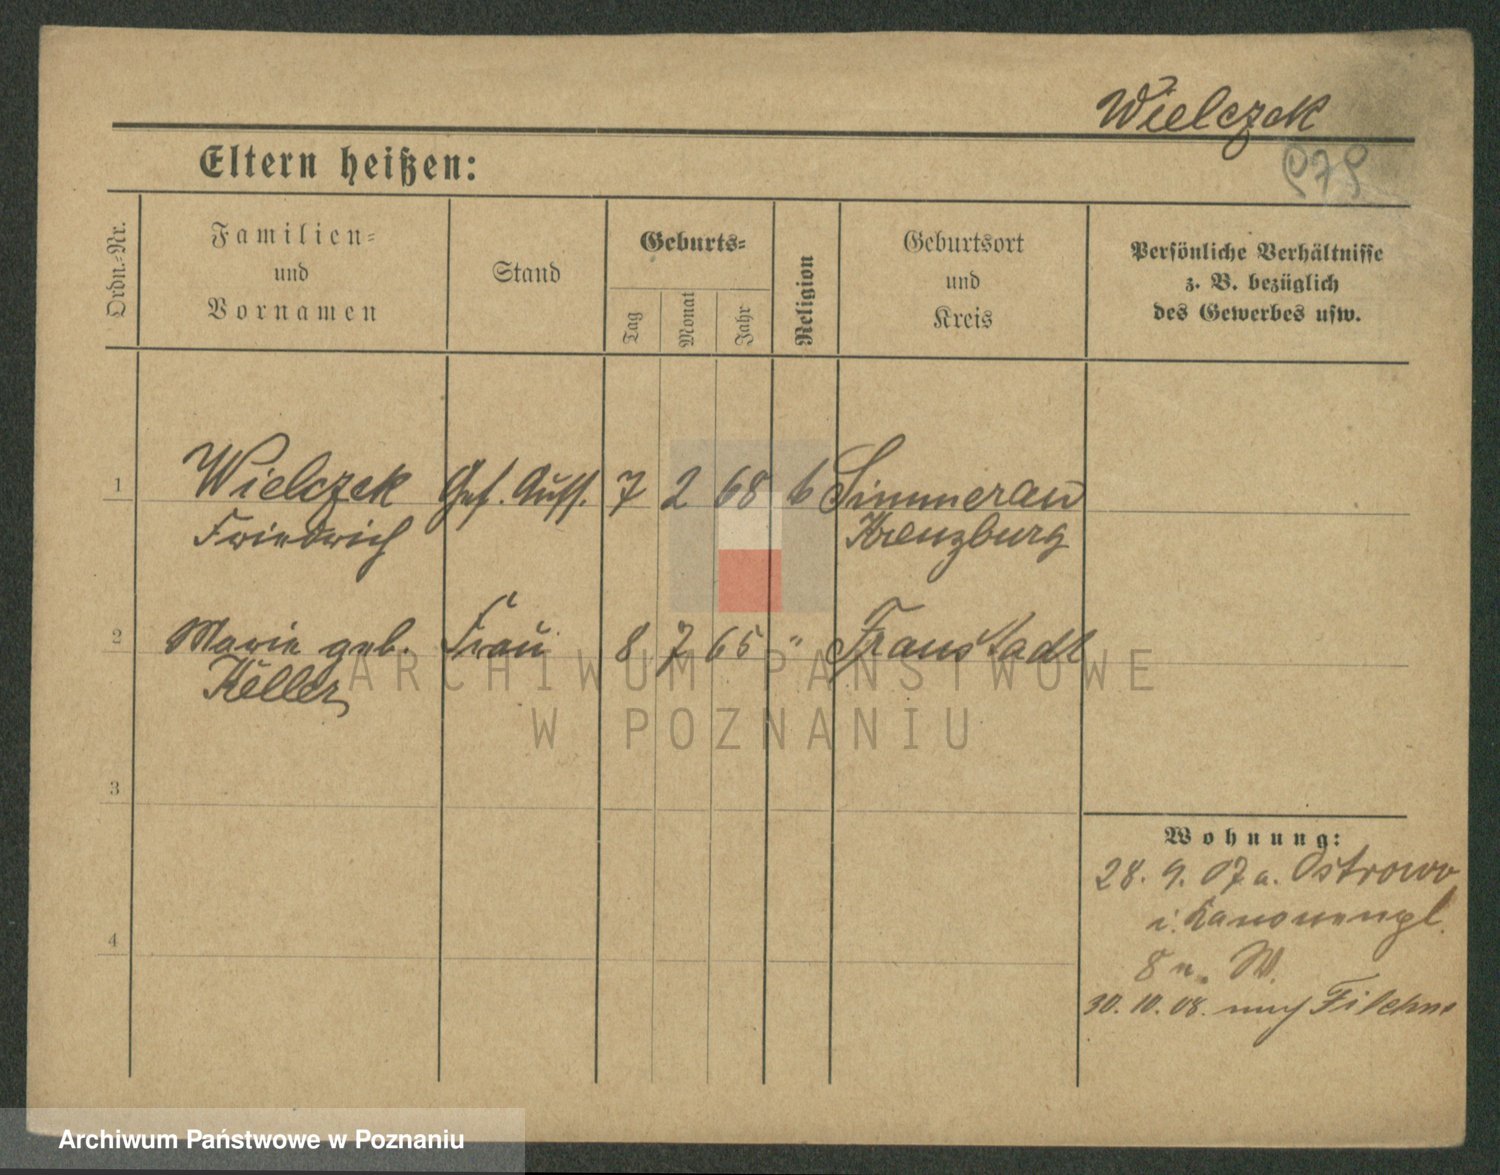 Wielczek
Eltern heißen:
Ordn.-Nr.
Familien-
und
Vornamen
Stand
Geburts-
Tag
Monat
Jahr
Religion
Geburtsort
und
Kreis
Persönliche Verhältnisse
z. B. bezüglich
des Gewerbes usw.
1 Wielczek Gef. Aufs. 7 2 68 Simmenau
Friedrich Kreuzburg
2 Marie geb. Frau 8 7 65 " Fraustadt
Keller
3
4
Wohnung:
28. 9. 07 a. Ostrowo
i. Kanonenpl.
8 n. W.
30. 10. 08. nach Filehne
ARCHIWUM PAŃSTWOWE
W POZNANIU
Archiwum Państwowe w Poznaniu